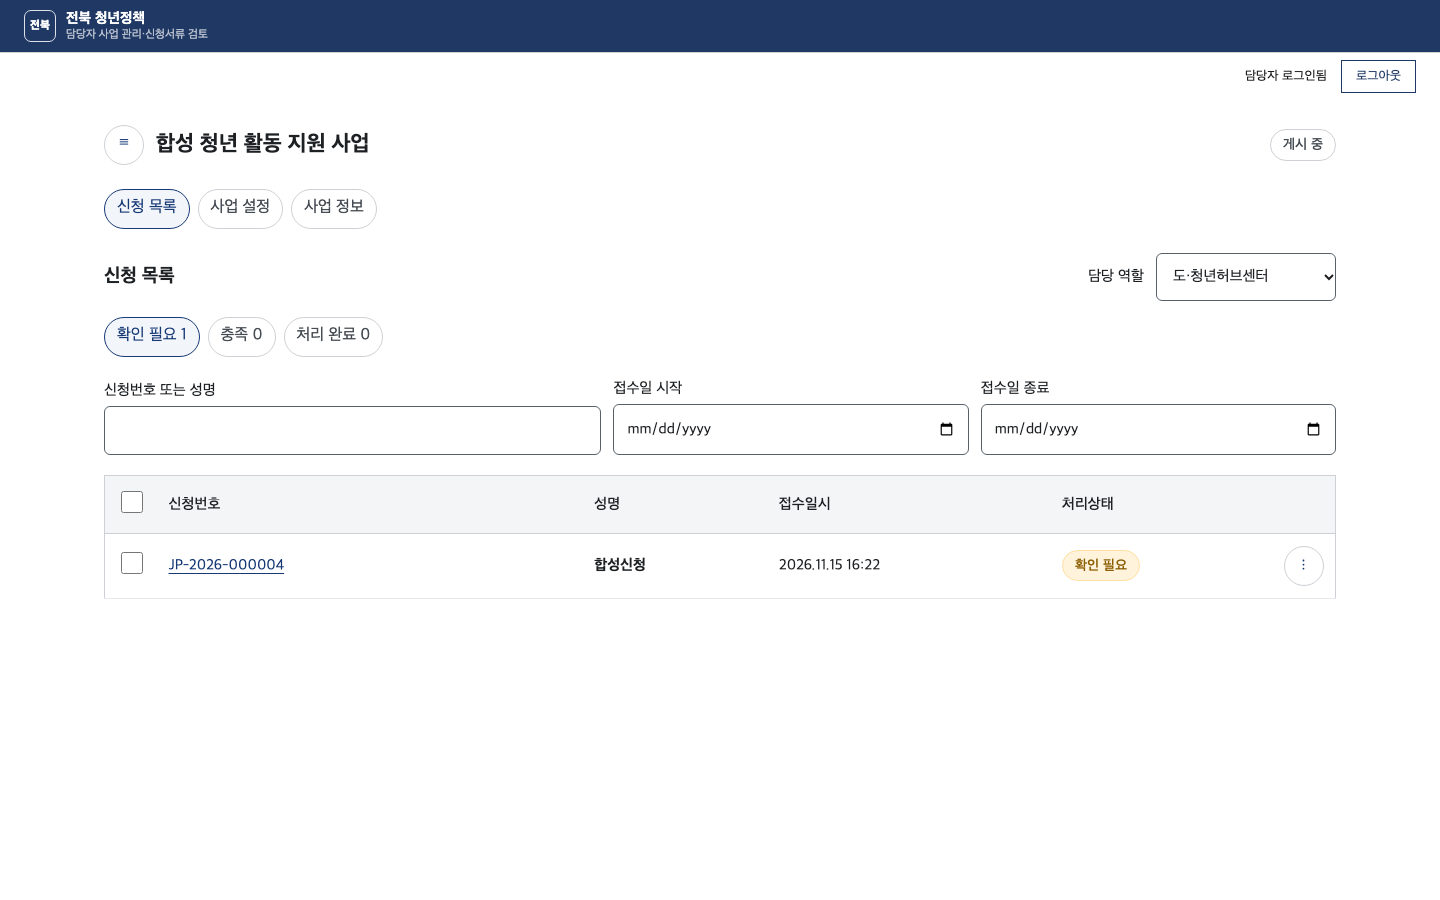 전북
전북 청년정책
담당자 사업 관리·신청서류 검토
담당자 로그인됨
로그아웃
≡
합성 청년 활동 지원 사업
게시 중
신청 목록
사업 설정
사업 정보
신청 목록
담당 역할
도·청년허브센터
확인 필요 1
충족 0
처리 완료 0
신청번호 또는 성명
접수일 시작
접수일 종료
mm/dd/yyyy
mm/dd/yyyy
신청번호 성명 접수일시 처리상태
JP-2026-000004 합성신청 2026.11.15 16:22 확인 필요 ⋮